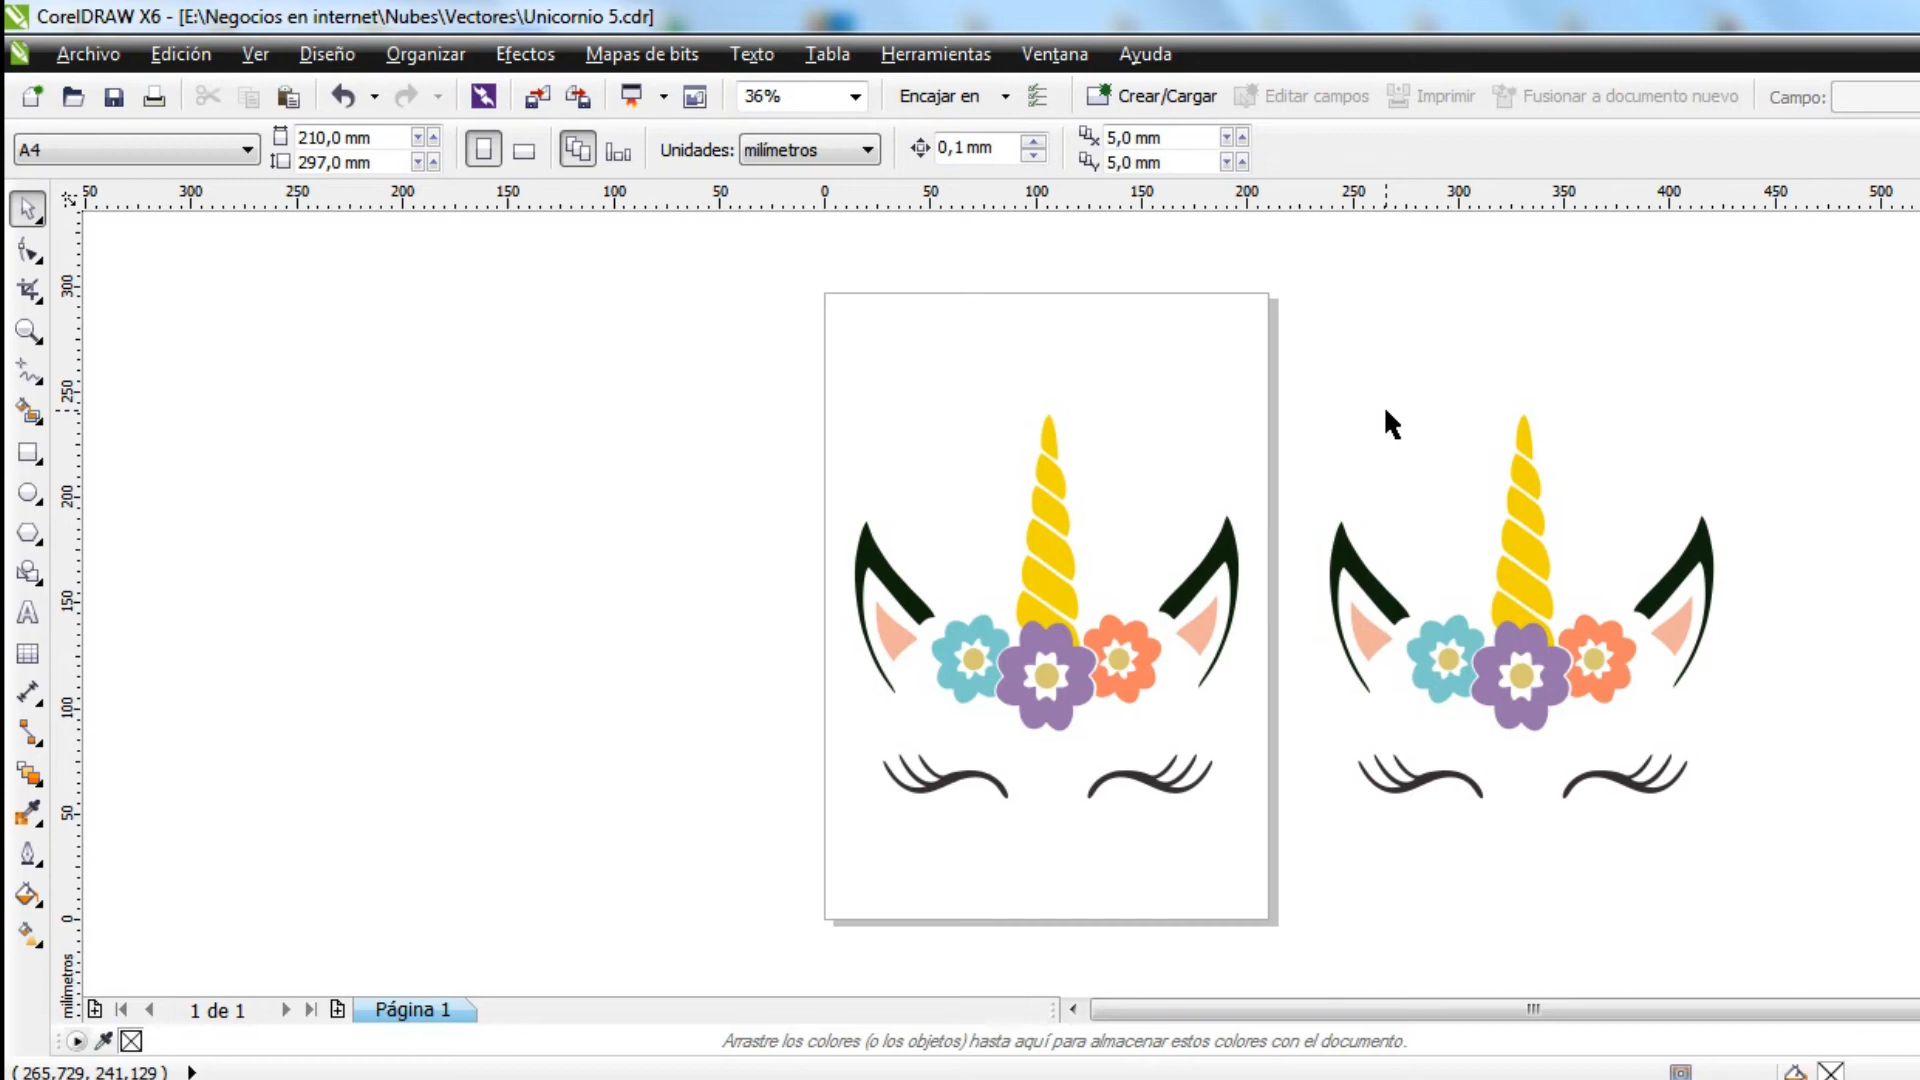 CorelDRAW X6 - [E:\Negocios en internet\Nubes\Vectores\Unicornio 5.cdr]
Archivo Edición Ver Diseño Organizar Efectos Mapas de bits Texto Tabla Herramientas Ventana Ayuda
36% Encajar en Crear/Cargar Editar campos Imprimir Fusionar a documento nuevo Campo:
A4 210,0 mm 297,0 mm Unidades: milímetros 0,1 mm 5,0 mm 5,0 mm
50 300 250 200 150 100 50 0 50 100 150 200 250 300 350 400 450 500
300
250
200
150
100
50
0
milímetros
1 de 1 Página 1
Arrastre los colores (o los objetos) hasta aquí para almacenar estos colores con el documento.
( 265,729, 241,129 )